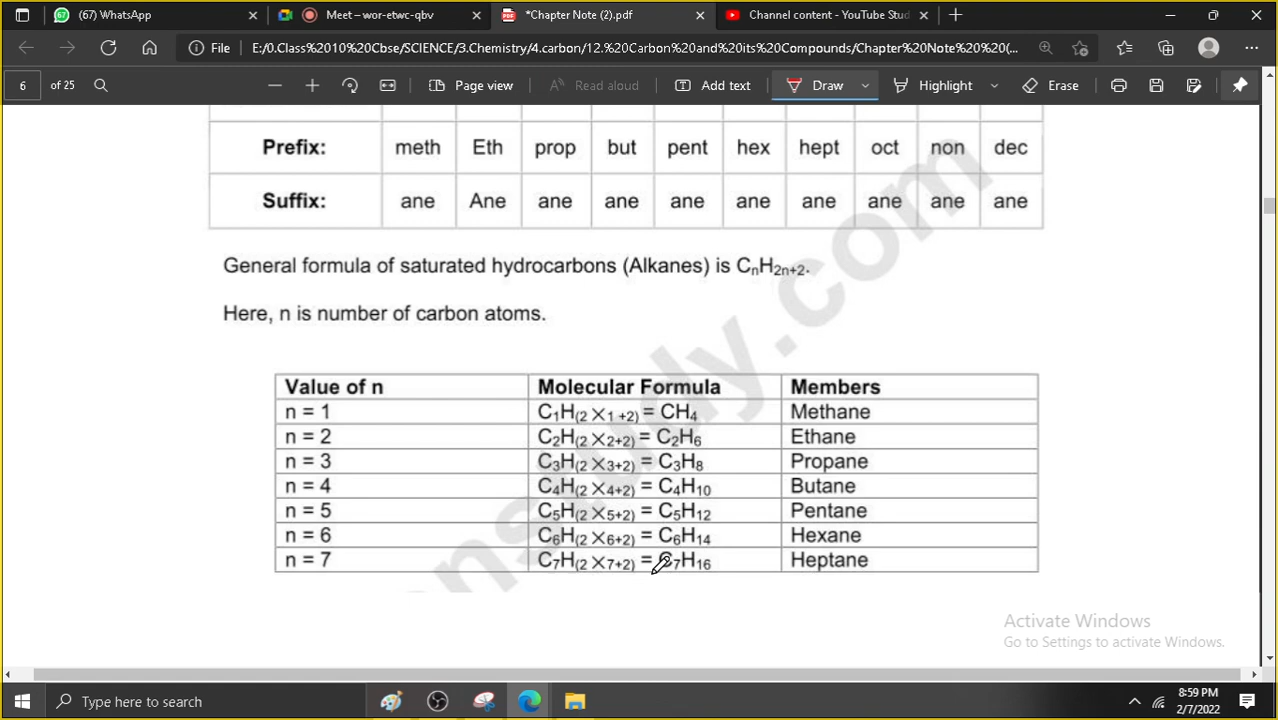 (67) WhatsApp
Meet – wor-etwc-qbv
*Chapter Note (2).pdf
Channel content - YouTube Stud
File
E:/0.Class%2010%20Cbse/SCIENCE/3.Chemistry/4.carbon/12.%20Carbon%20and%20its%20Compounds/Chapter%20Note%20%20(...
6 of 25
Page view
Read aloud
Add text
Draw
Highlight
Erase
Prefix: meth Eth prop but pent hex hept oct non dec
Suffix: ane Ane ane ane ane ane ane ane ane ane
General formula of saturated hydrocarbons (Alkanes) is CₙH₂ₙ₊₂.
Here, n is number of carbon atoms.
Value of n Molecular Formula Members
n = 1 C₁H₍₂ ₓ₁ ₊₂₎ = CH₄ Methane
n = 2 C₂H₍₂ ₓ₂₊₂₎ = C₂H₆ Ethane
n = 3 C₃H₍₂ ₓ₃₊₂₎ = C₃H₈ Propane
n = 4 C₄H₍₂ ₓ₄₊₂₎ = C₄H₁₀ Butane
n = 5 C₅H₍₂ ₓ₅₊₂₎ = C₅H₁₂ Pentane
n = 6 C₆H₍₂ ₓ₆₊₂₎ = C₆H₁₄ Hexane
n = 7 C₇H₍₂ ₓ₇₊₂₎ = C₇H₁₆ Heptane
Activate Windows
Go to Settings to activate Windows.
Type here to search
8:59 PM
2/7/2022